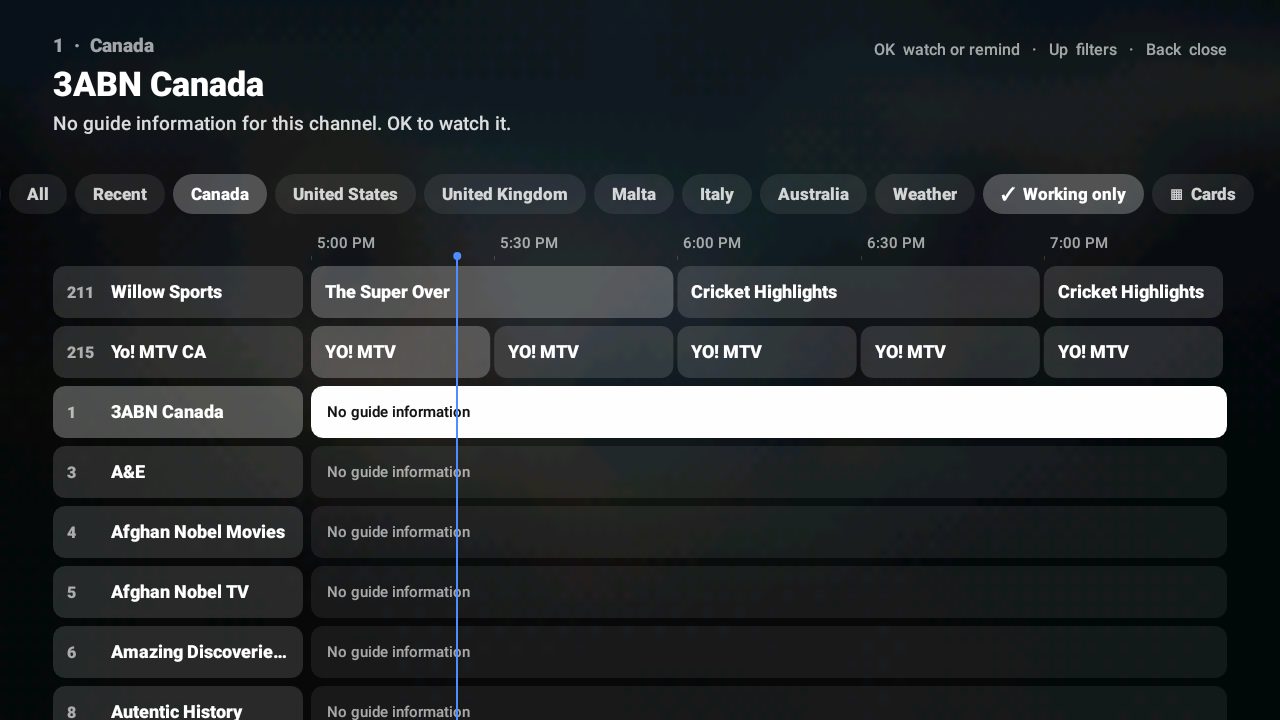 1 · Canada
OK watch or remind · Up filters · Back close
3ABN Canada
No guide information for this channel. OK to watch it.
All Recent Canada United States United Kingdom Malta Italy Australia Weather ✓ Working only ▦ Cards
5:00 PM 5:30 PM 6:00 PM 6:30 PM 7:00 PM
211 Willow Sports The Super Over Cricket Highlights Cricket Highlights
215 Yo! MTV CA YO! MTV YO! MTV YO! MTV YO! MTV YO! MTV
1 3ABN Canada No guide information
3 A&E No guide information
4 Afghan Nobel Movies No guide information
5 Afghan Nobel TV No guide information
6 Amazing Discoverie... No guide information
8 Autentic History No guide information